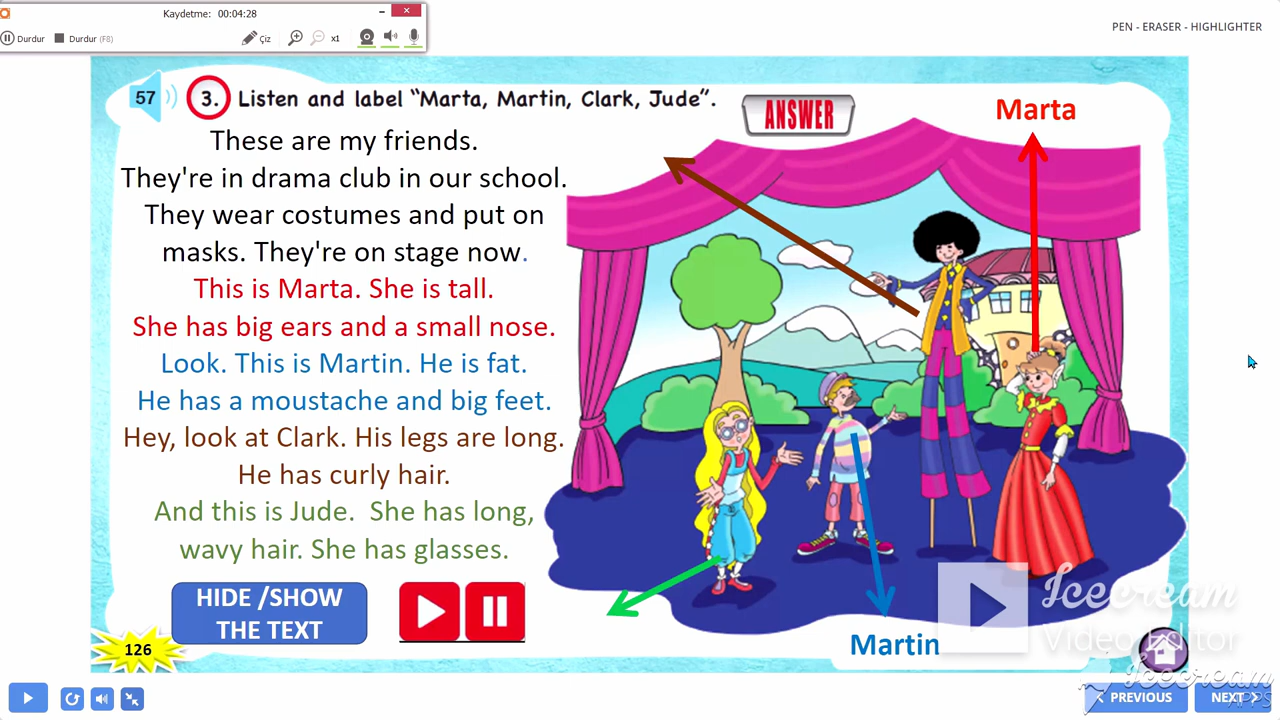 Kaydetme: 00:04:28
Durdur
Durdur (F8)
Çiz
x1
PEN - ERASER - HIGHLIGHTER
57
3. Listen and label “Marta, Martin, Clark, Jude”.
ANSWER
Marta
These are my friends.
They're in drama club in our school.
They wear costumes and put on
masks. They're on stage now.
This is Marta. She is tall.
She has big ears and a small nose.
Look. This is Martin. He is fat.
He has a moustache and big feet.
Hey, look at Clark. His legs are long.
He has curly hair.
And this is Jude.  She has long,
wavy hair. She has glasses.
HIDE /SHOW
THE TEXT
126
Martin
Icecream
Video Editor
Icecream
APPS
PREVIOUS
NEXT